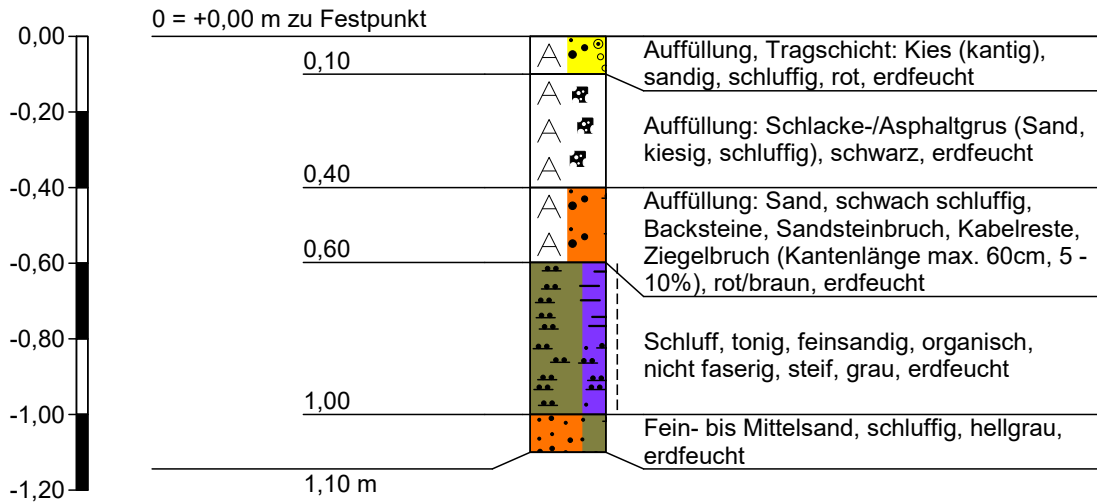 0 = +0,00 m zu Festpunkt
0,00
-0,20
-0,40
-0,60
-0,80
-1,00
-1,20
0,10
0,40
0,60
1,00
1,10 m
A
A
A
A
A
A
Auffüllung, Tragschicht: Kies (kantig),
sandig, schluffig, rot, erdfeucht
Auffüllung: Schlacke-/Asphaltgrus (Sand,
kiesig, schluffig), schwarz, erdfeucht
Auffüllung: Sand, schwach schluffig,
Backsteine, Sandsteinbruch, Kabelreste,
Ziegelbruch (Kantenlänge max. 60cm, 5 -
10%), rot/braun, erdfeucht
Schluff, tonig, feinsandig, organisch,
nicht faserig, steif, grau, erdfeucht
Fein- bis Mittelsand, schluffig, hellgrau,
erdfeucht